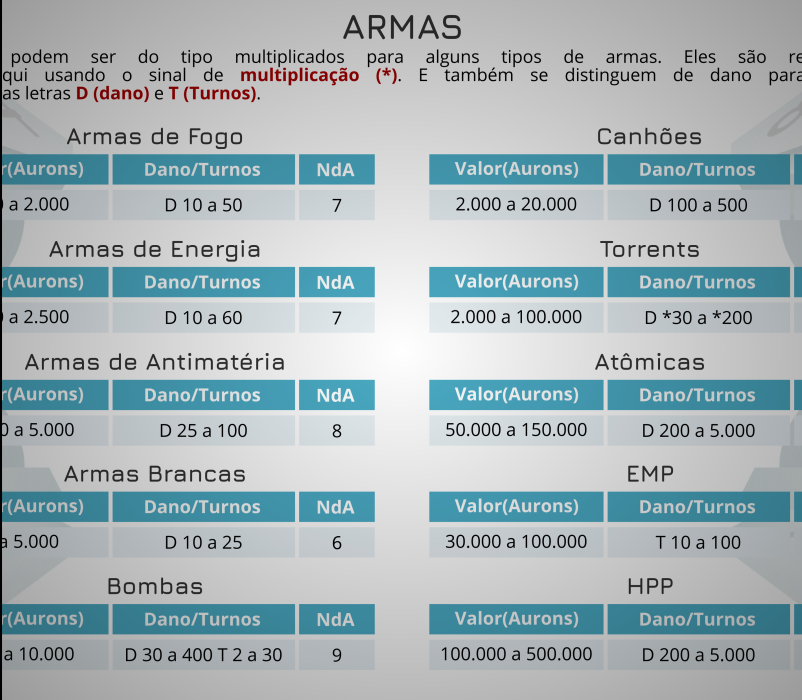 ARMAS
podem ser do tipo multiplicados para alguns tipos de armas. Eles são re
qui usando o sinal de multiplicação (*). E também se distinguem de dano para
as letras D (dano) e T (Turnos).
Armas de Fogo
r(Aurons) Dano/Turnos NdA
a 2.000 D 10 a 50 7
Armas de Energia
r(Aurons) Dano/Turnos NdA
a 2.500 D 10 a 60 7
Armas de Antimatéria
r(Aurons) Dano/Turnos NdA
0 a 5.000 D 25 a 100 8
Armas Brancas
r(Aurons) Dano/Turnos NdA
a 5.000 D 10 a 25 6
Bombas
r(Aurons) Dano/Turnos NdA
a 10.000 D 30 a 400 T 2 a 30 9
Canhões
Valor(Aurons) Dano/Turnos
2.000 a 20.000 D 100 a 500
Torrents
Valor(Aurons) Dano/Turnos
2.000 a 100.000 D *30 a *200
Atômicas
Valor(Aurons) Dano/Turnos
50.000 a 150.000 D 200 a 5.000
EMP
Valor(Aurons) Dano/Turnos
30.000 a 100.000 T 10 a 100
HPP
Valor(Aurons) Dano/Turnos
100.000 a 500.000 D 200 a 5.000